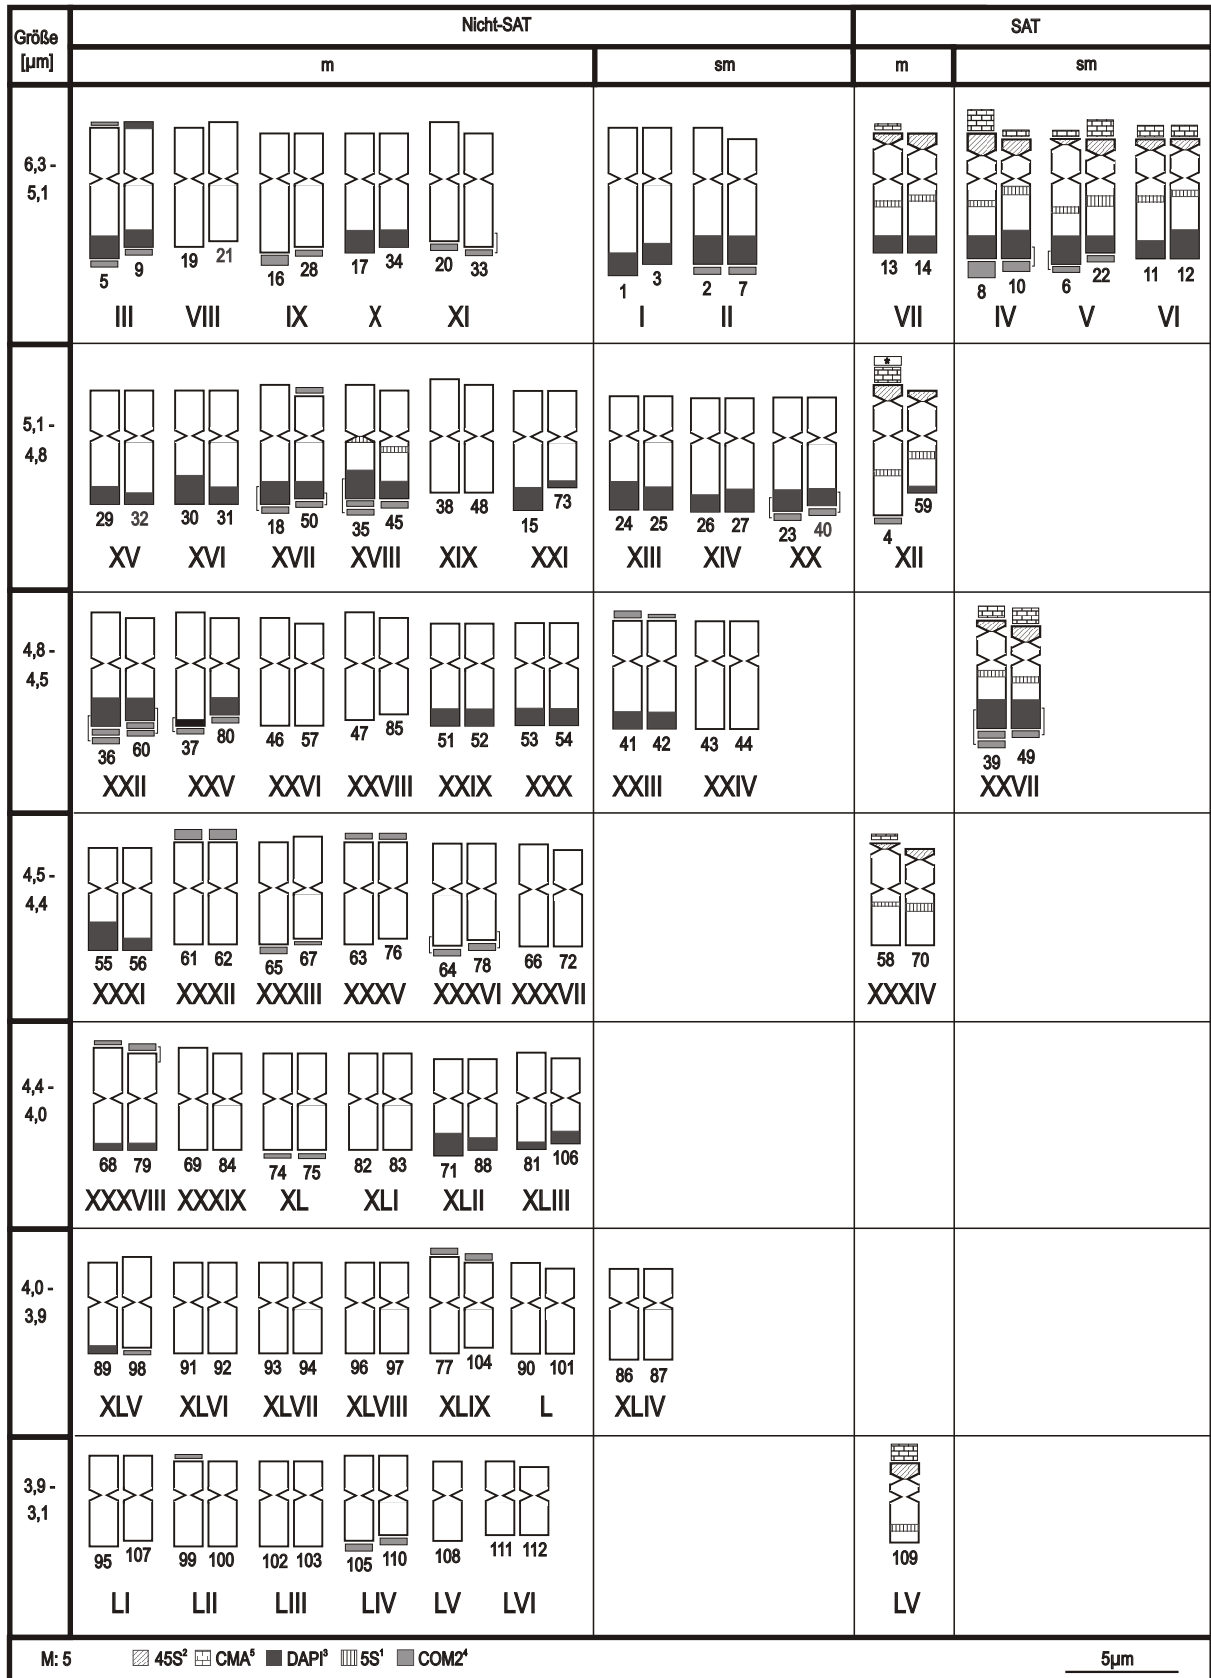 Größe
[µm]
Nicht-SAT
SAT
m
sm
m
sm
6,3 -
5,1
5 9 19 21 16 28 17 34 20 33 1 3 2 7 13 14 8 10 6 22 11 12
III VIII IX X XI I II VII IV V VI
5,1 -
4,8
*
29 32 30 31 18 50 35 45 38 48 15 73 24 25 26 27 23 40 4 59
XV XVI XVII XVIII XIX XXI XIII XIV XX XII
4,8 -
4,5
36 60 37 80 46 57 47 85 51 52 53 54 41 42 43 44 39 49
XXII XXV XXVI XXVIII XXIX XXX XXIII XXIV XXVII
4,5 -
4,4
55 56 61 62 65 67 63 76 64 78 66 72 58 70
XXXI XXXII XXXIII XXXV XXXVI XXXVII XXXIV
4,4 -
4,0
68 79 69 84 74 75 82 83 71 88 81 106
XXXVIII XXXIX XL XLI XLII XLIII
4,0 -
3,9
89 98 91 92 93 94 96 97 77 104 90 101 86 87
XLV XLVI XLVII XLVIII XLIX L XLIV
3,9 -
3,1
95 107 99 100 102 103 105 110 108 111 112 109
LI LII LIII LIV LV LVI LV
M: 5 45S² CMA⁵ DAPI³ 5S¹ COM2⁴ 5µm